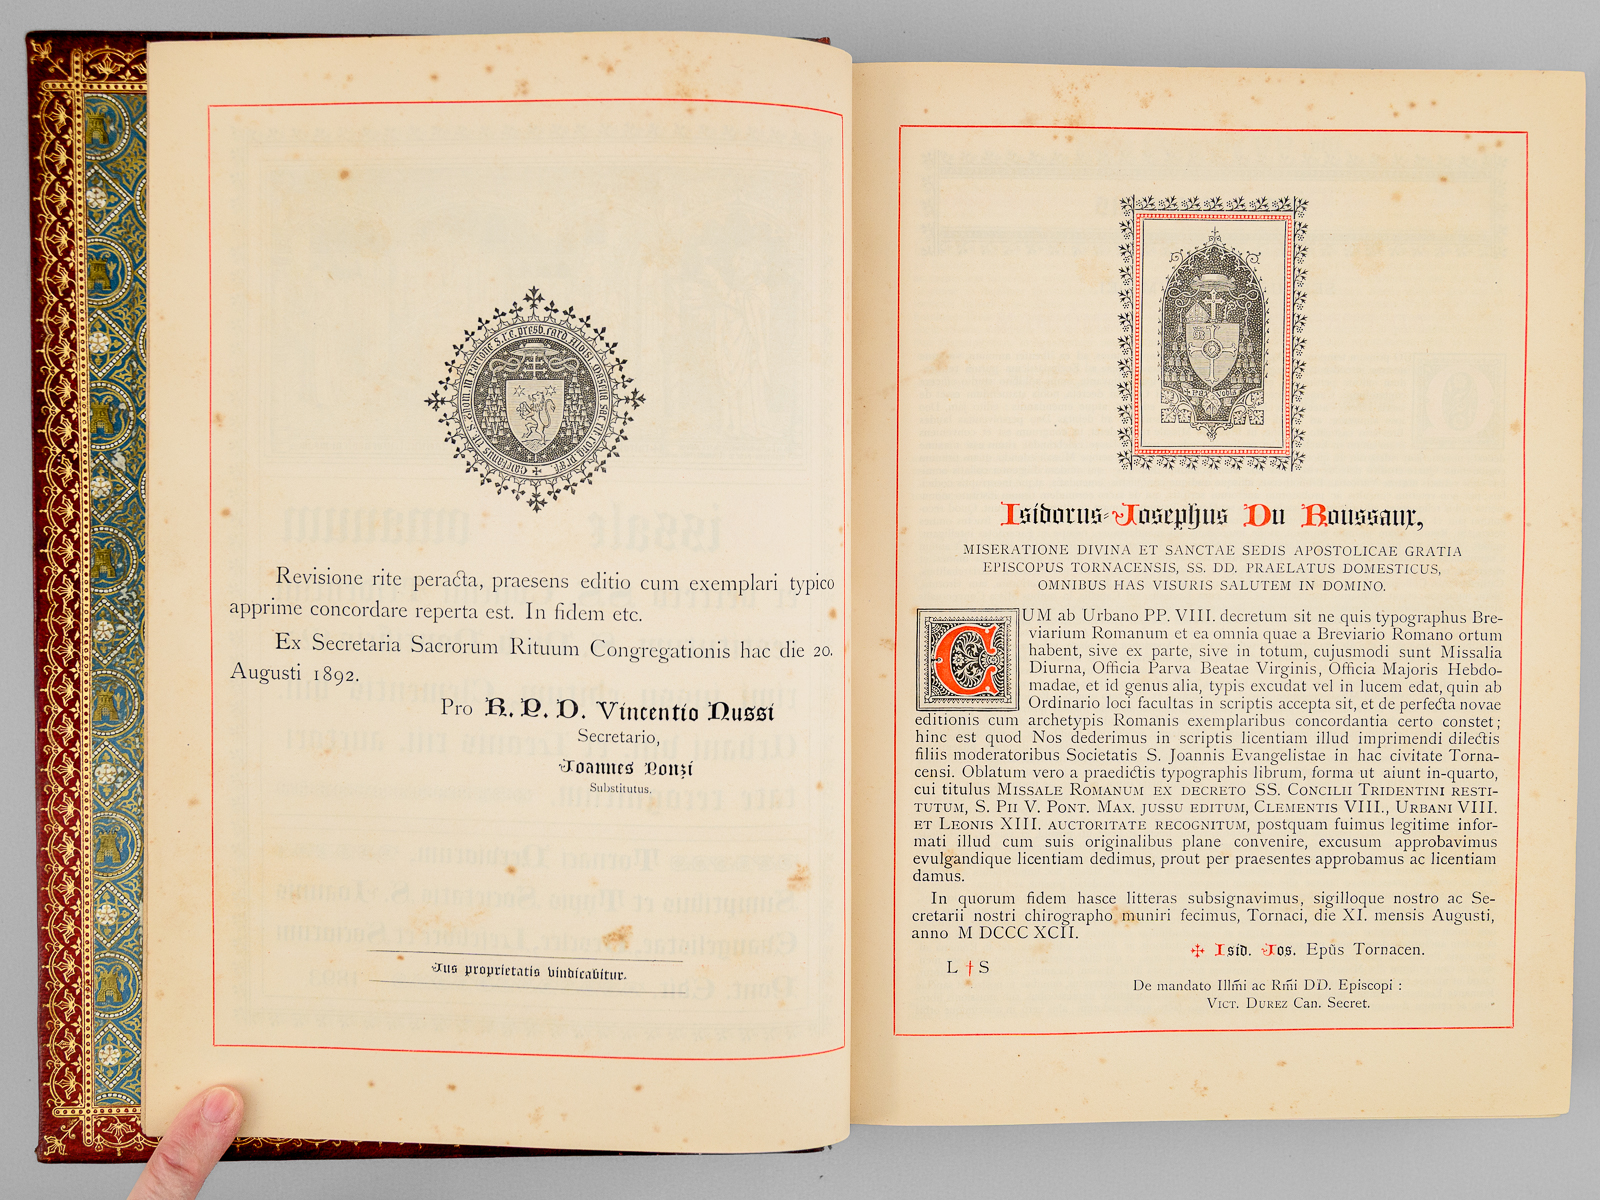 Revisione rite peracta, praesens editio cum exemplari typico
apprime concordare reperta est. In fidem etc.
Ex Secretaria Sacrorum Rituum Congregationis hac die 20.
Augusti 1892.
Pro R. P. D. Vincentio Nussi
Secretario,
Joannes Ponzi
Substitutus.
Jus proprietatis vindicabitur.
Pax Vobis
Isidorus-Josephus Du Roussaux,
MISERATIONE DIVINA ET SANCTAE SEDIS APOSTOLICAE GRATIA
EPISCOPUS TORNACENSIS, SS. DD. PRAELATUS DOMESTICUS,
OMNIBUS HAS VISURIS SALUTEM IN DOMINO.
CUM ab Urbano PP. VIII. decretum sit ne quis typographus Bre-
viarium Romanum et ea omnia quae a Breviario Romano ortum
habent, sive ex parte, sive in totum, cujusmodi sunt Missalia
Diurna, Officia Parva Beatae Virginis, Officia Majoris Hebdo-
madae, et id genus alia, typis excudat vel in lucem edat, quin ab
Ordinario loci facultas in scriptis accepta sit, et de perfecta novae
editionis cum archetypis Romanis exemplaribus concordantia certo constet;
hinc est quod Nos dederimus in scriptis licentiam illud imprimendi dilectis
filiis moderatoribus Societatis S. Joannis Evangelistae in hac civitate Torna-
censi. Oblatum vero a praedictis typographis librum, forma ut aiunt in-quarto,
cui titulus MISSALE ROMANUM EX DECRETO SS. CONCILII TRIDENTINI RESTI-
TUTUM, S. PII V. PONT. MAX. JUSSU EDITUM, CLEMENTIS VIII., URBANI VIII.
ET LEONIS XIII. AUCTORITATE RECOGNITUM, postquam fuimus legitime infor-
mati illud cum suis originalibus plane convenire, excusum approbavimus
evulgandique licentiam dedimus, prout per praesentes approbamus ac licentiam
damus.
In quorum fidem hasce litteras subsignavimus, sigilloque nostro ac Se-
cretarii nostri chirographo muniri fecimus, Tornaci, die XI. mensis Augusti,
anno M DCCC XCII.
✠ Isid. Jos. Epûs Tornacen.
L † S
De mandato Illm̃i ac Rm̃i DD. Episcopi :
VICT. DUREZ Can. Secret.